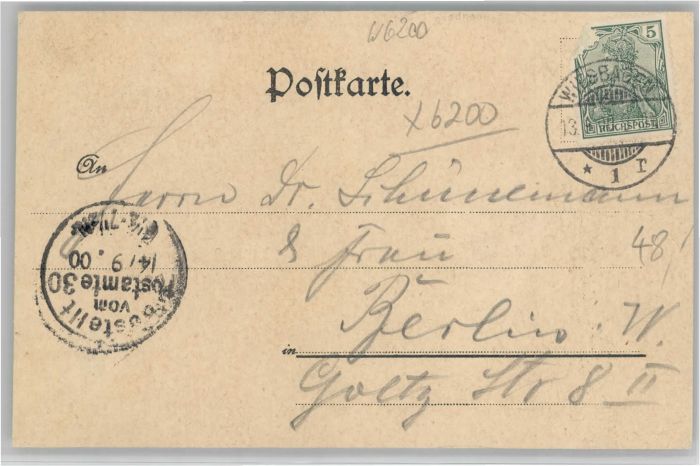 W6200
Postkarte.
X6200
5
REICHSPOST
WIESBADEN
13.
* 1 I
An
Herrn Dr. Schünemann
& Frau
48
in Berlin. W.
Goltz Str 8 II
Bestellt
vom
Postamte 30
14/9. 00